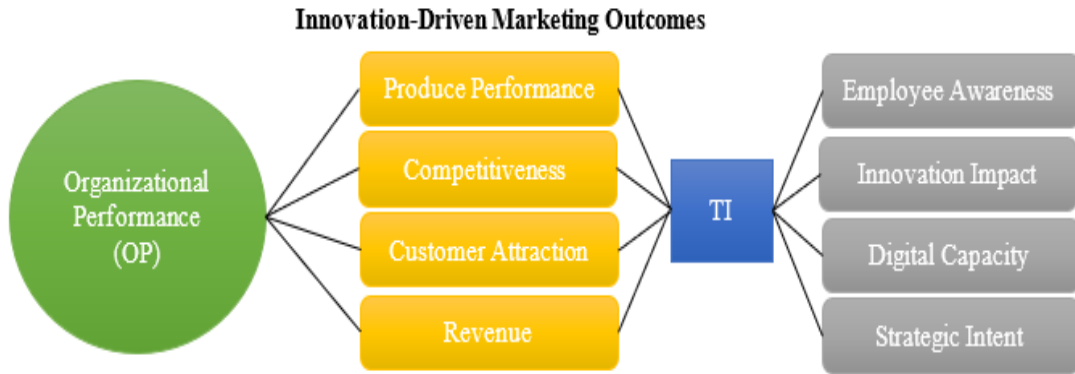 Innovation-Driven Marketing Outcomes
Organizational
Performance
(OP)
Produce Performance
Competitiveness
Customer Attraction
Revenue
TI
Employee Awareness
Innovation Impact
Digital Capacity
Strategic Intent